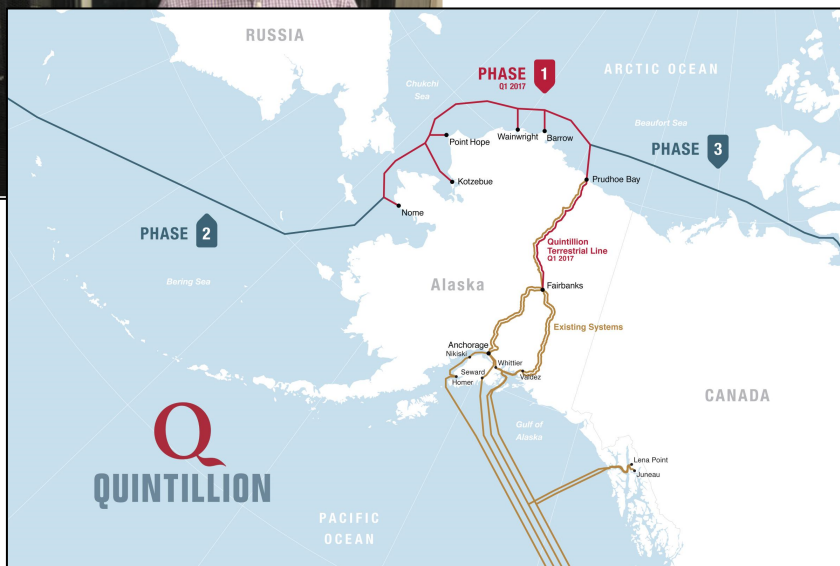 RUSSIA
Chukchi
Sea
PHASE 1
Q1 2017
ARCTIC OCEAN
Beaufort Sea
Point Hope
Wainwright
Barrow
PHASE 3
Kotzebue
Prudhoe Bay
Nome
PHASE 2
Quintillion
Terrestrial Line
Q1 2017
Bering Sea
Alaska
Fairbanks
Existing Systems
Anchorage
Nikiski
Whittier
Seward
Valdez
Homer
CANADA
Gulf of
Alaska
Q
QUINTILLION
Lena Point
Juneau
PACIFIC
OCEAN